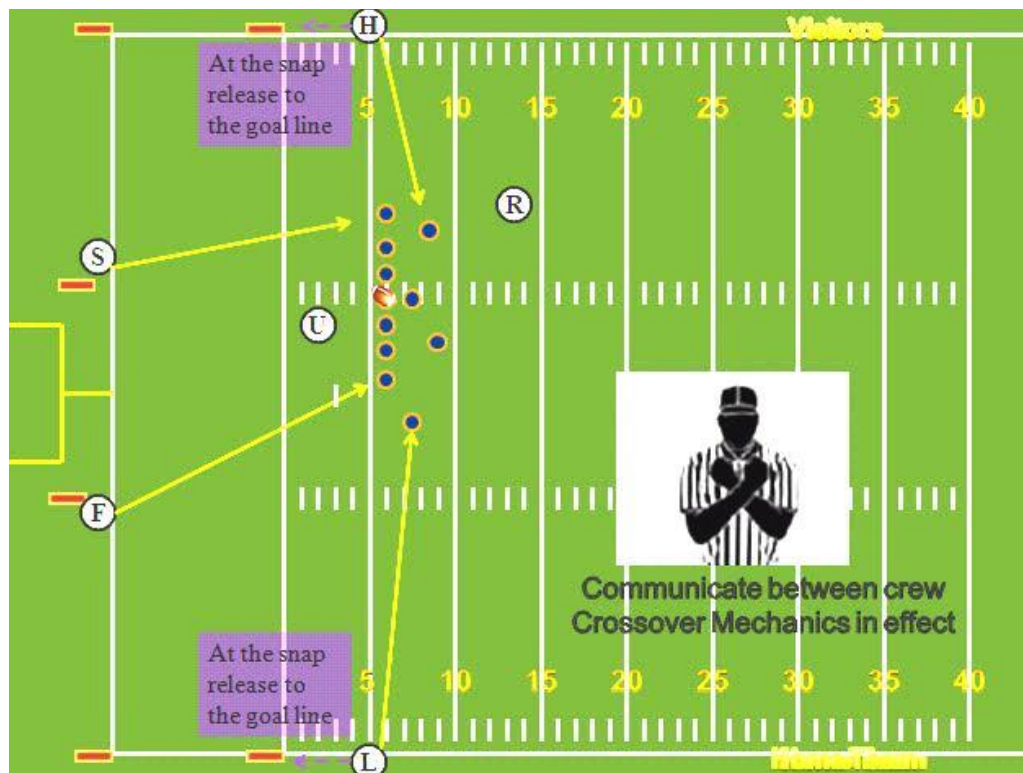 H
Visitors
At the snap
release to
the goal line
5 10 15 20 25 30 35 40
R
S
U
F
Communicate between crew
Crossover Mechanics in effect
At the snap
release to
the goal line
5 10 15 20 25 30 35 40
L